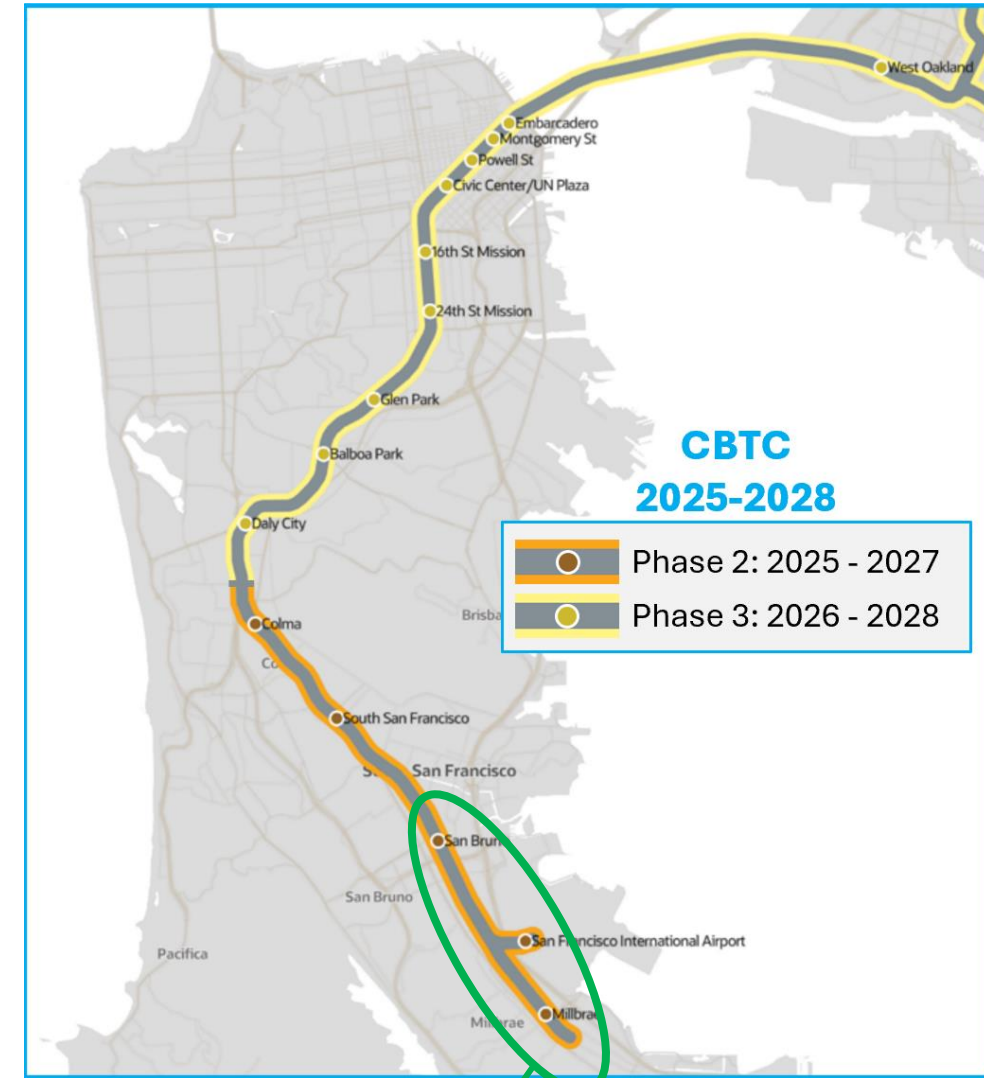 West Oakland
Embarcadero
Montgomery St
Powell St
Civic Center/UN Plaza
16th St Mission
24th St Mission
Glen Park
Balboa Park
Daly City
CBTC
2025-2028
Phase 2: 2025 - 2027
Phase 3: 2026 - 2028
Brisba
Colma
Co
South San Francisco
S San Francisco
San Bruno
San Bruno
San Francisco International Airport
Pacifica
Millbrae
Millbrae